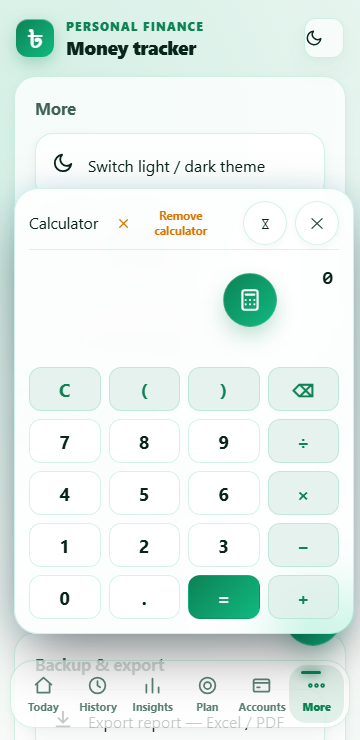 ৳
PERSONAL FINANCE
Money tracker
More
Switch light / dark theme
Calculator
× Remove
calculator
0
C ( ) ⌫
7 8 9 ÷
4 5 6 ×
1 2 3 −
0 . = +
Backup & export
Today History Insights Plan Accounts More
Export report — Excel / PDF